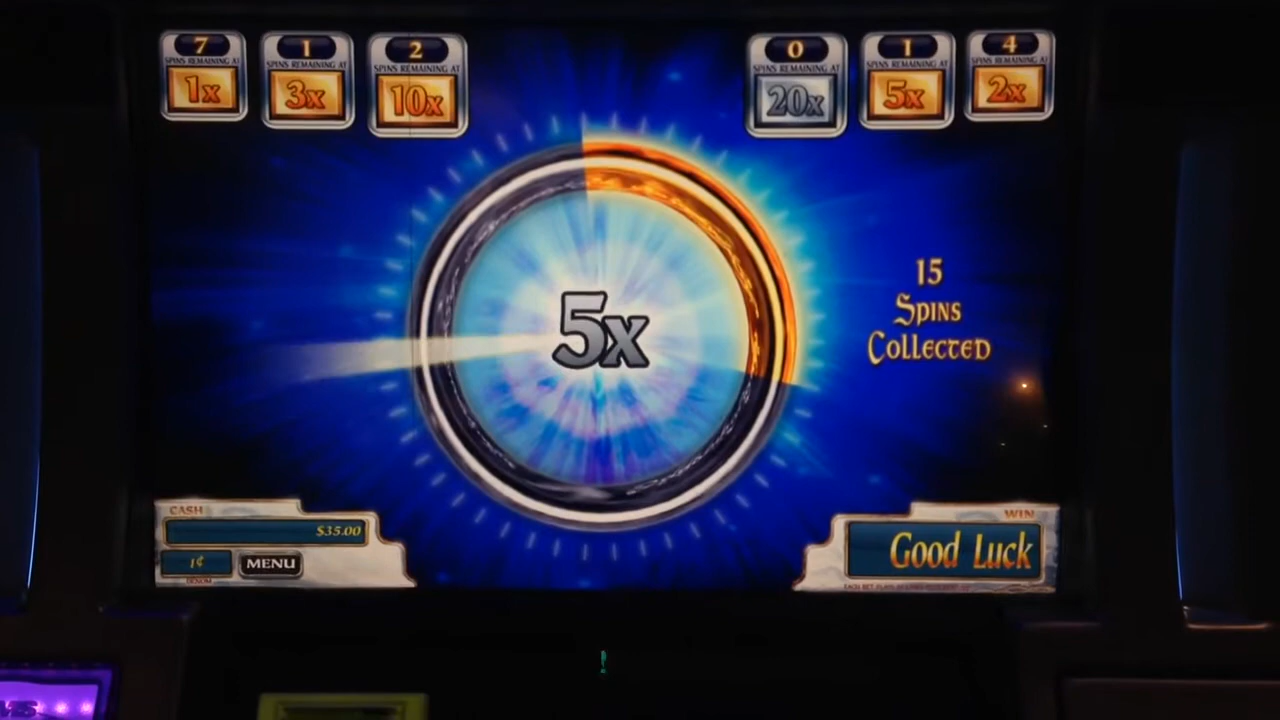 7
SPINS REMAINING AT
1x
1
SPINS REMAINING AT
3x
2
SPINS REMAINING AT
10x
0
SPINS REMAINING AT
20x
1
SPINS REMAINING AT
5x
4
SPINS REMAINING AT
2x
5x
15
SPINS
COLLECTED
CASH
$35.00
1¢
MENU
DENOM
WIN
GOOD LUCK